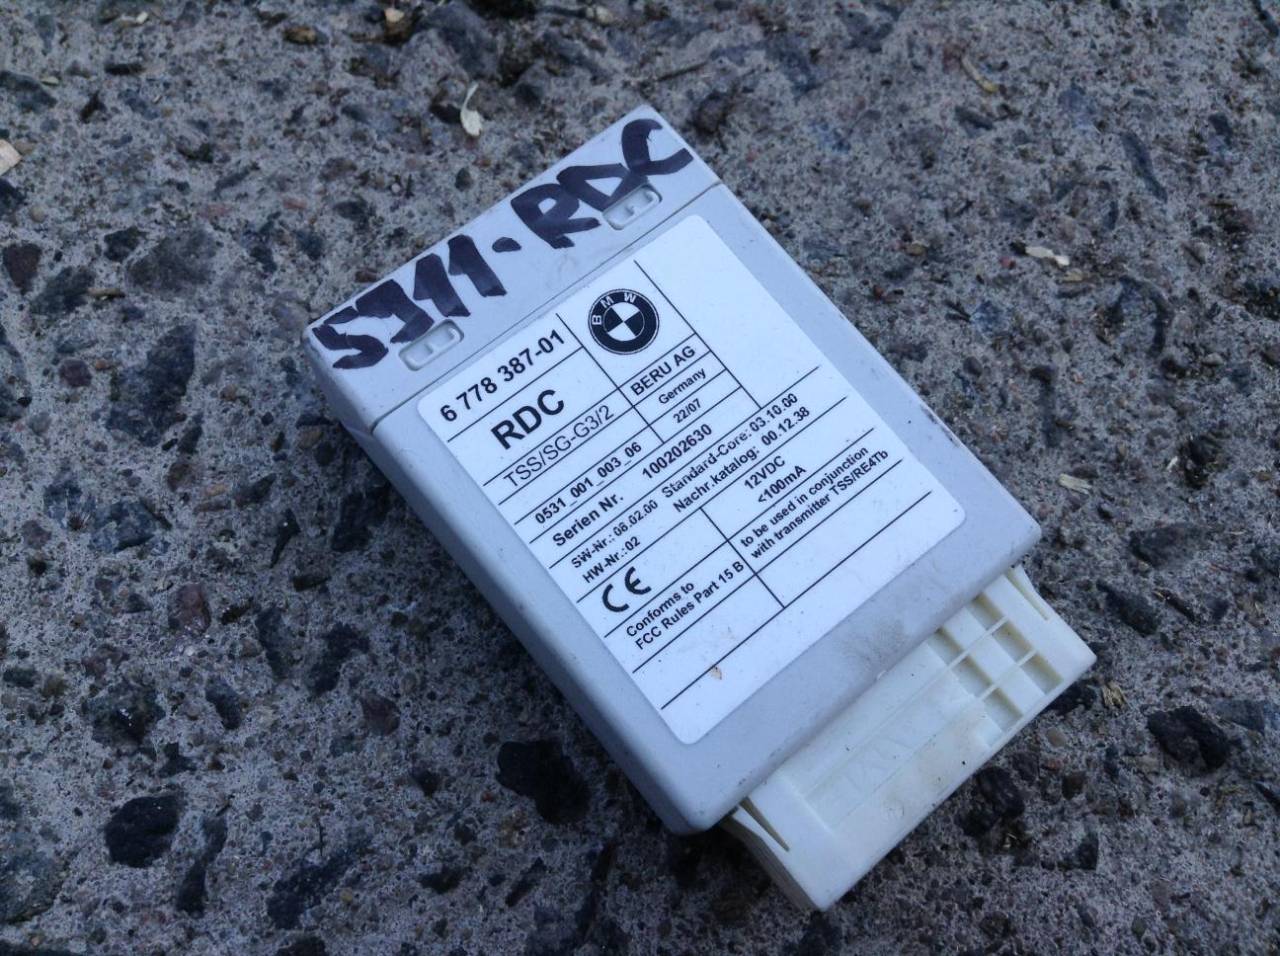 5911·RDC
6 778 387-01
BMW
RDC
BERU AG
TSS/SG-G3/2
Germany
0531_001_003_06
22/07
Serien Nr. 100202630
SW-Nr.: 08.02.00 Standard-Core: 03.10.00
HW-Nr.: 02 Nachr.katalog: 00.12.38
CE
12VDC
<100mA
Conforms to
FCC Rules Part 15 B
to be used in conjunction
with transmitter TSS/RE4Tb